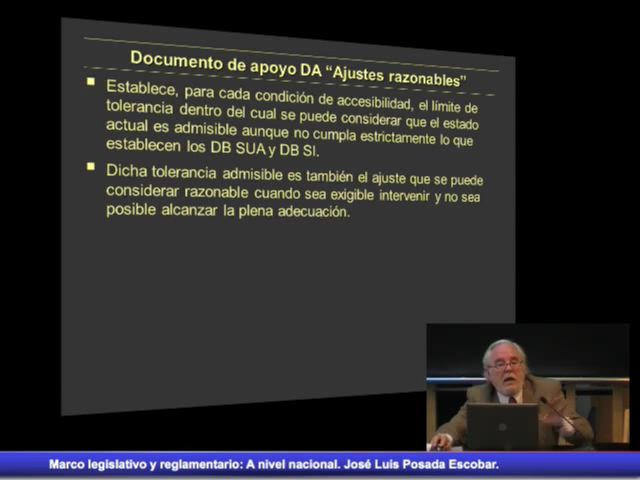 Documento de apoyo DA “Ajustes razonables”
Establece, para cada condición de accesibilidad, el límite de
tolerancia dentro del cual se puede considerar que el estado
actual es admisible aunque no cumpla estrictamente lo que
establecen los DB SUA y DB SI.
Dicha tolerancia admisible es también el ajuste que se puede
considerar razonable cuando sea exigible intervenir y no sea
posible alcanzar la plena adecuación.
Marco legislativo y reglamentario: A nivel nacional. José Luis Posada Escobar.